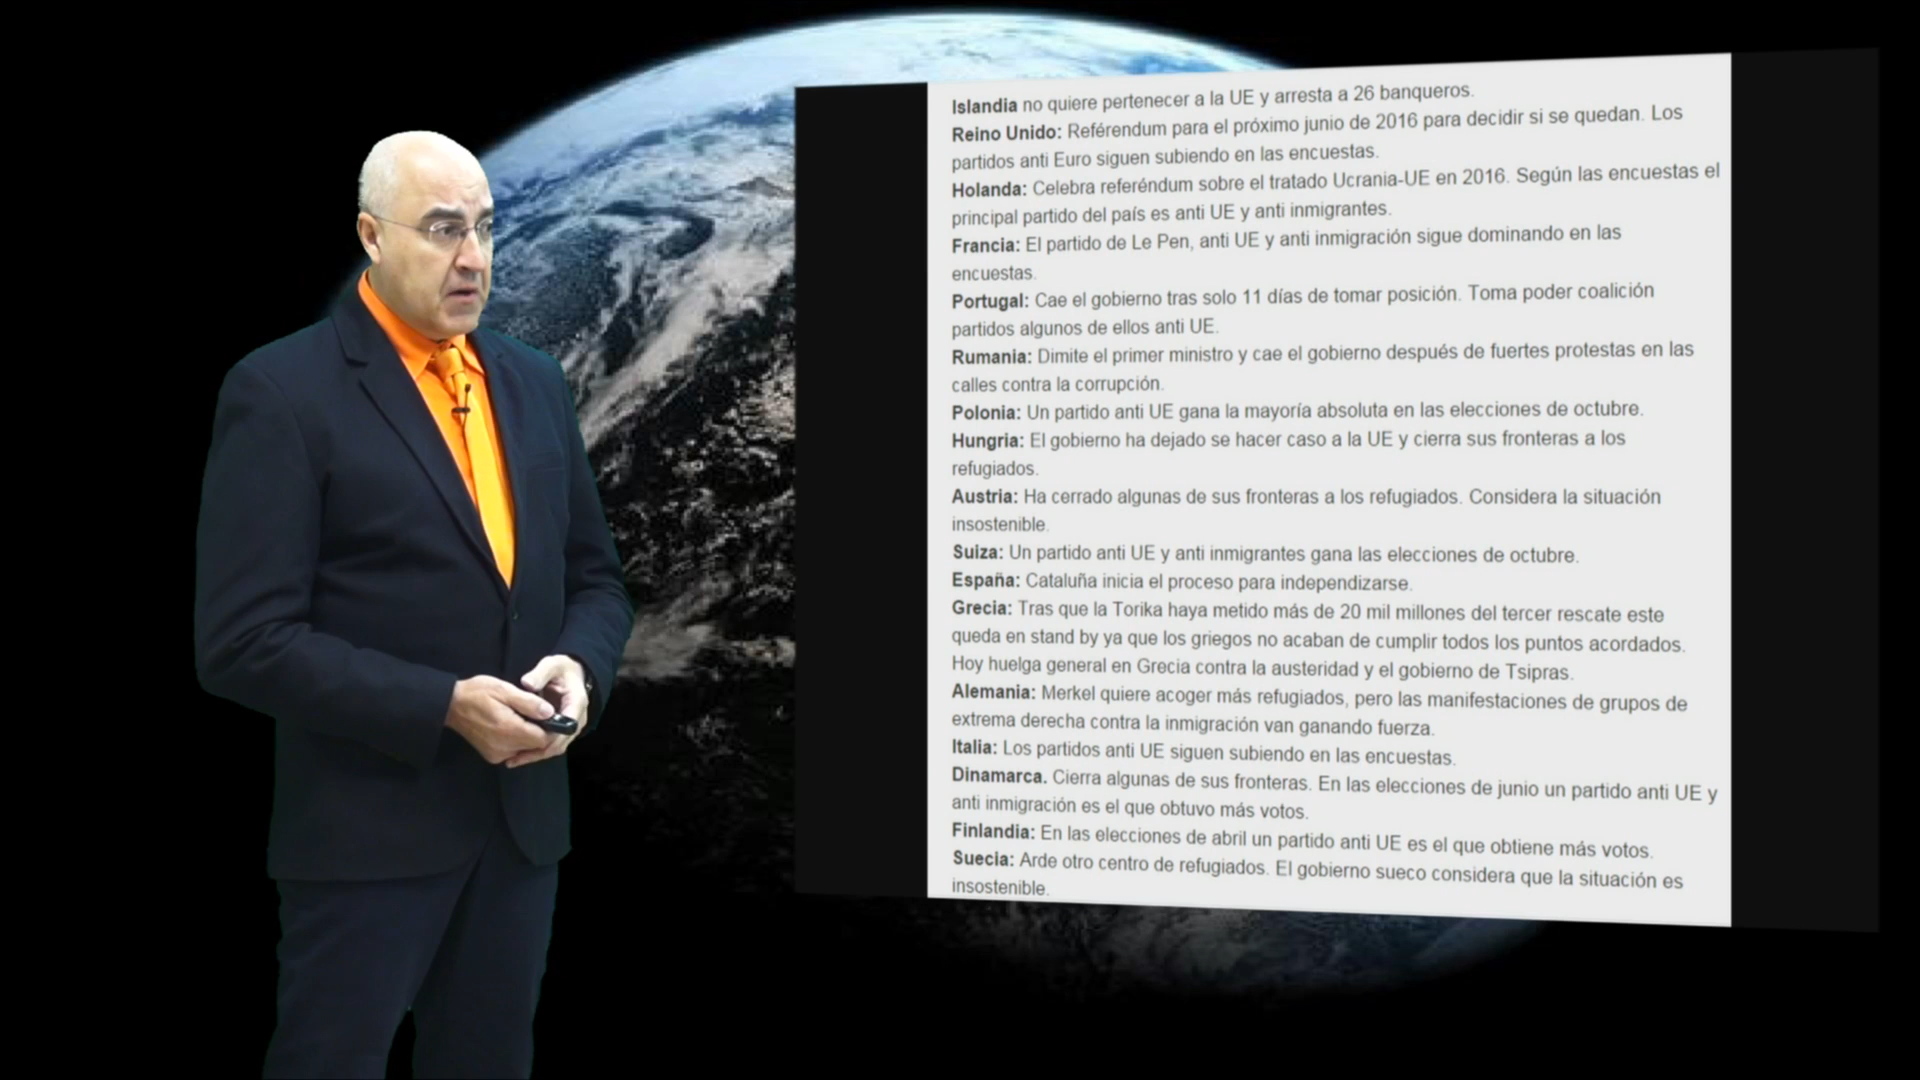 Islandia no quiere pertenecer a la UE y arresta a 26 banqueros.
Reino Unido: Reférendum para el próximo junio de 2016 para decidir si se quedan. Los
partidos anti Euro siguen subiendo en las encuestas.
Holanda: Celebra referéndum sobre el tratado Ucrania-UE en 2016. Según las encuestas el
principal partido del país es anti UE y anti inmigrantes.
Francia: El partido de Le Pen, anti UE y anti inmigración sigue dominando en las
encuestas.
Portugal: Cae el gobierno tras solo 11 días de tomar posición. Toma poder coalición
partidos algunos de ellos anti UE.
Rumania: Dimite el primer ministro y cae el gobierno después de fuertes protestas en las
calles contra la corrupción.
Polonia: Un partido anti UE gana la mayoría absoluta en las elecciones de octubre.
Hungria: El gobierno ha dejado se hacer caso a la UE y cierra sus fronteras a los
refugiados.
Austria: Ha cerrado algunas de sus fronteras a los refugiados. Considera la situación
insostenible.
Suiza: Un partido anti UE y anti inmigrantes gana las elecciones de octubre.
España: Cataluña inicia el proceso para independizarse.
Grecia: Tras que la Torika haya metido más de 20 mil millones del tercer rescate este
queda en stand by ya que los griegos no acaban de cumplir todos los puntos acordados.
Hoy huelga general en Grecia contra la austeridad y el gobierno de Tsipras.
Alemania: Merkel quiere acoger más refugiados, pero las manifestaciones de grupos de
extrema derecha contra la inmigración van ganando fuerza.
Italia: Los partidos anti UE siguen subiendo en las encuestas.
Dinamarca. Cierra algunas de sus fronteras. En las elecciones de junio un partido anti UE y
anti inmigración es el que obtuvo más votos.
Finlandia: En las elecciones de abril un partido anti UE es el que obtiene más votos.
Suecia: Arde otro centro de refugiados. El gobierno sueco considera que la situación es
insostenible.